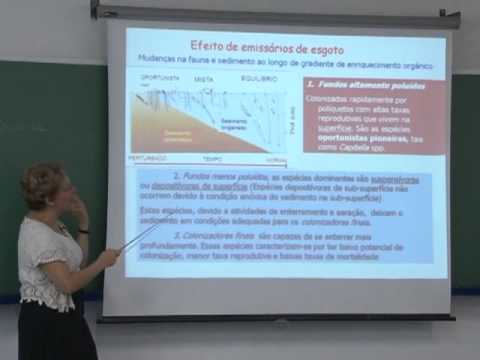 Efeito de emissários de esgoto
Mudanças na fauna e sedimento ao longo de gradiente de enriquecimento orgânico
OPORTUNISTA MISTA EQUILÍBRIO
Sedimento oxigenado
Sedimento
PERTURBADO TEMPO NORMAL
1. Fundos altamente poluídos
Colonizados rapidamente por
poliquetos com altas taxas
reprodutivas que vivem na
superfície. São as espécies
oportunistas pioneiras, tais
como Capitella spp.
2. Fundos menos poluídos, as espécies dominantes são suspensívoras
ou depositívoras de superfície (Espécies depositívoras de sub-superfície não
ocorrem devido à condição anóxica do sedimento na sub-superfície)
Estas espécies, devido a atividades de enterramento e aeração, deixam o
sedimento em condições adequadas para os colonizadores finais.
3. Colonizadores finais são capazes de se enterrar mais
profundamente. Essas espécies caracterizam-se por ter baixo potencial de
colonização, menor taxa reprodutiva e baixas taxas de mortalidade